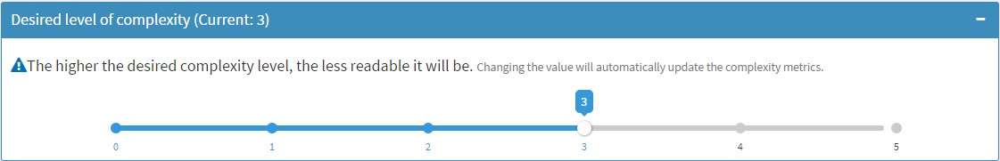 Desired level of complexity (Current: 3)
The higher the desired complexity level, the less readable it will be. Changing the value will automatically update the complexity metrics.
3
0 1 2 3 4 5